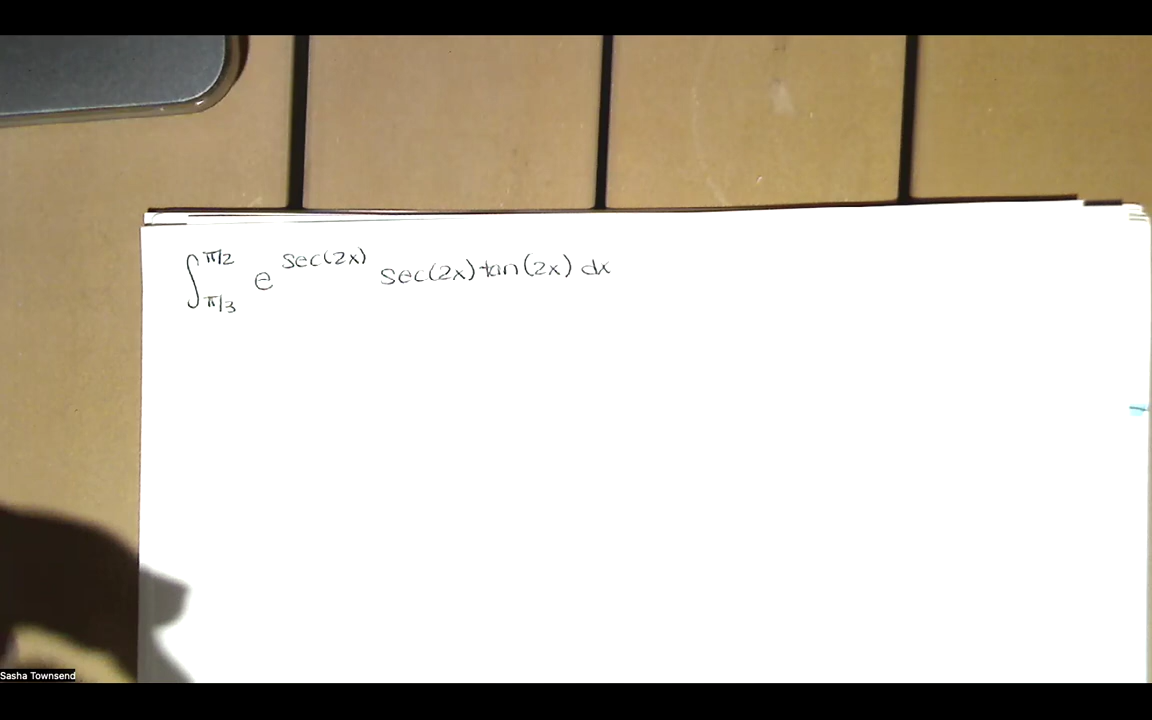 ∫_{π/3}^{π/2} e^{sec(2x)} sec(2x) tan(2x) dx
Sasha Townsend